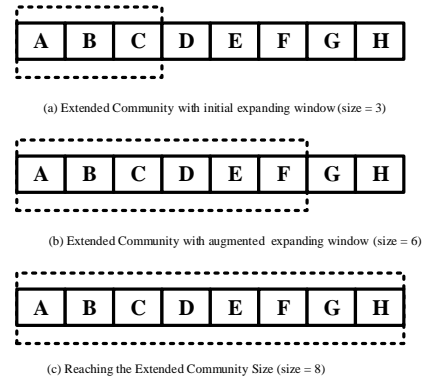 A B C D E F G H
(a) Extended Community with initial expanding window (size = 3)
A B C D E F G H
(b) Extended Community with augmented expanding window (size = 6)
A B C D E F G H
(c) Reaching the Extended Community Size (size = 8)